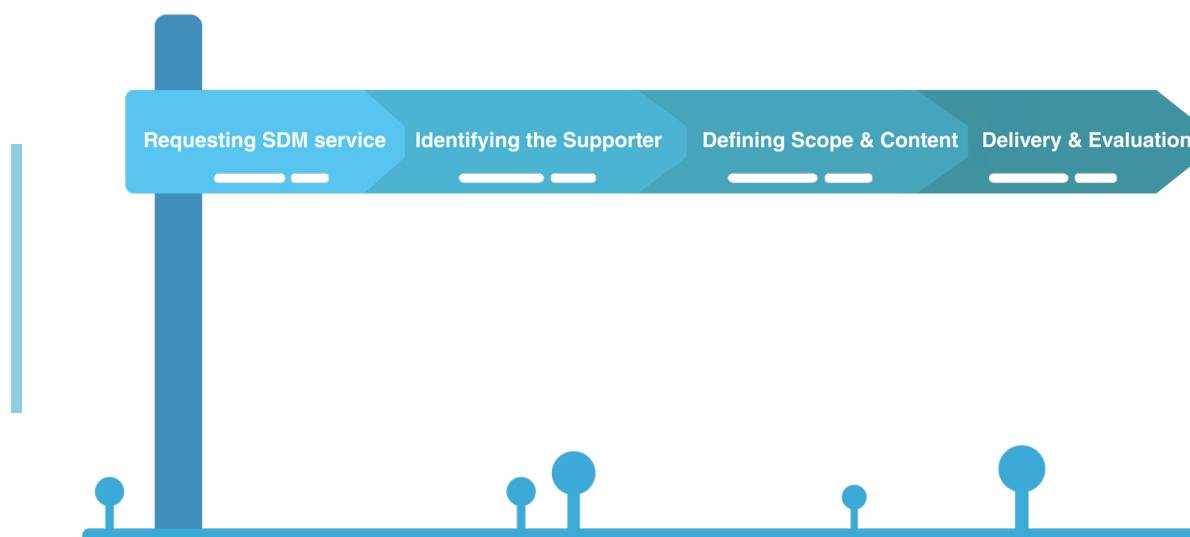 Requesting SDM service
Identifying the Supporter
Defining Scope & Content
Delivery & Evaluation